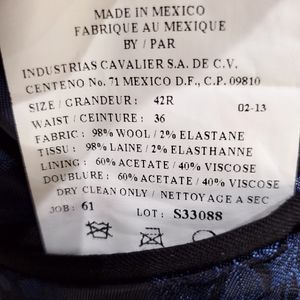 MADE IN MEXICO
FABRIQUE AU MEXIQUE
BY / PAR
INDUSTRIAS CAVALIER S.A. DE C.V.
CENTENO No. 71 MEXICO D.F., C.P. 09810
SIZE / GRANDEUR: 42R 02-13
WAIST / CEINTURE : 36
FABRIC: 98% WOOL / 2% ELASTANE
TISSU : 98% LAINE / 2% ELASTHANNE
LINING : 60% ACETATE / 40% VISCOSE
DOUBLURE : 60% ACETATE / 40% VISCOSE
DRY CLEAN ONLY / NETTOYAGE A SEC
JOB: 61 LOT: S33088